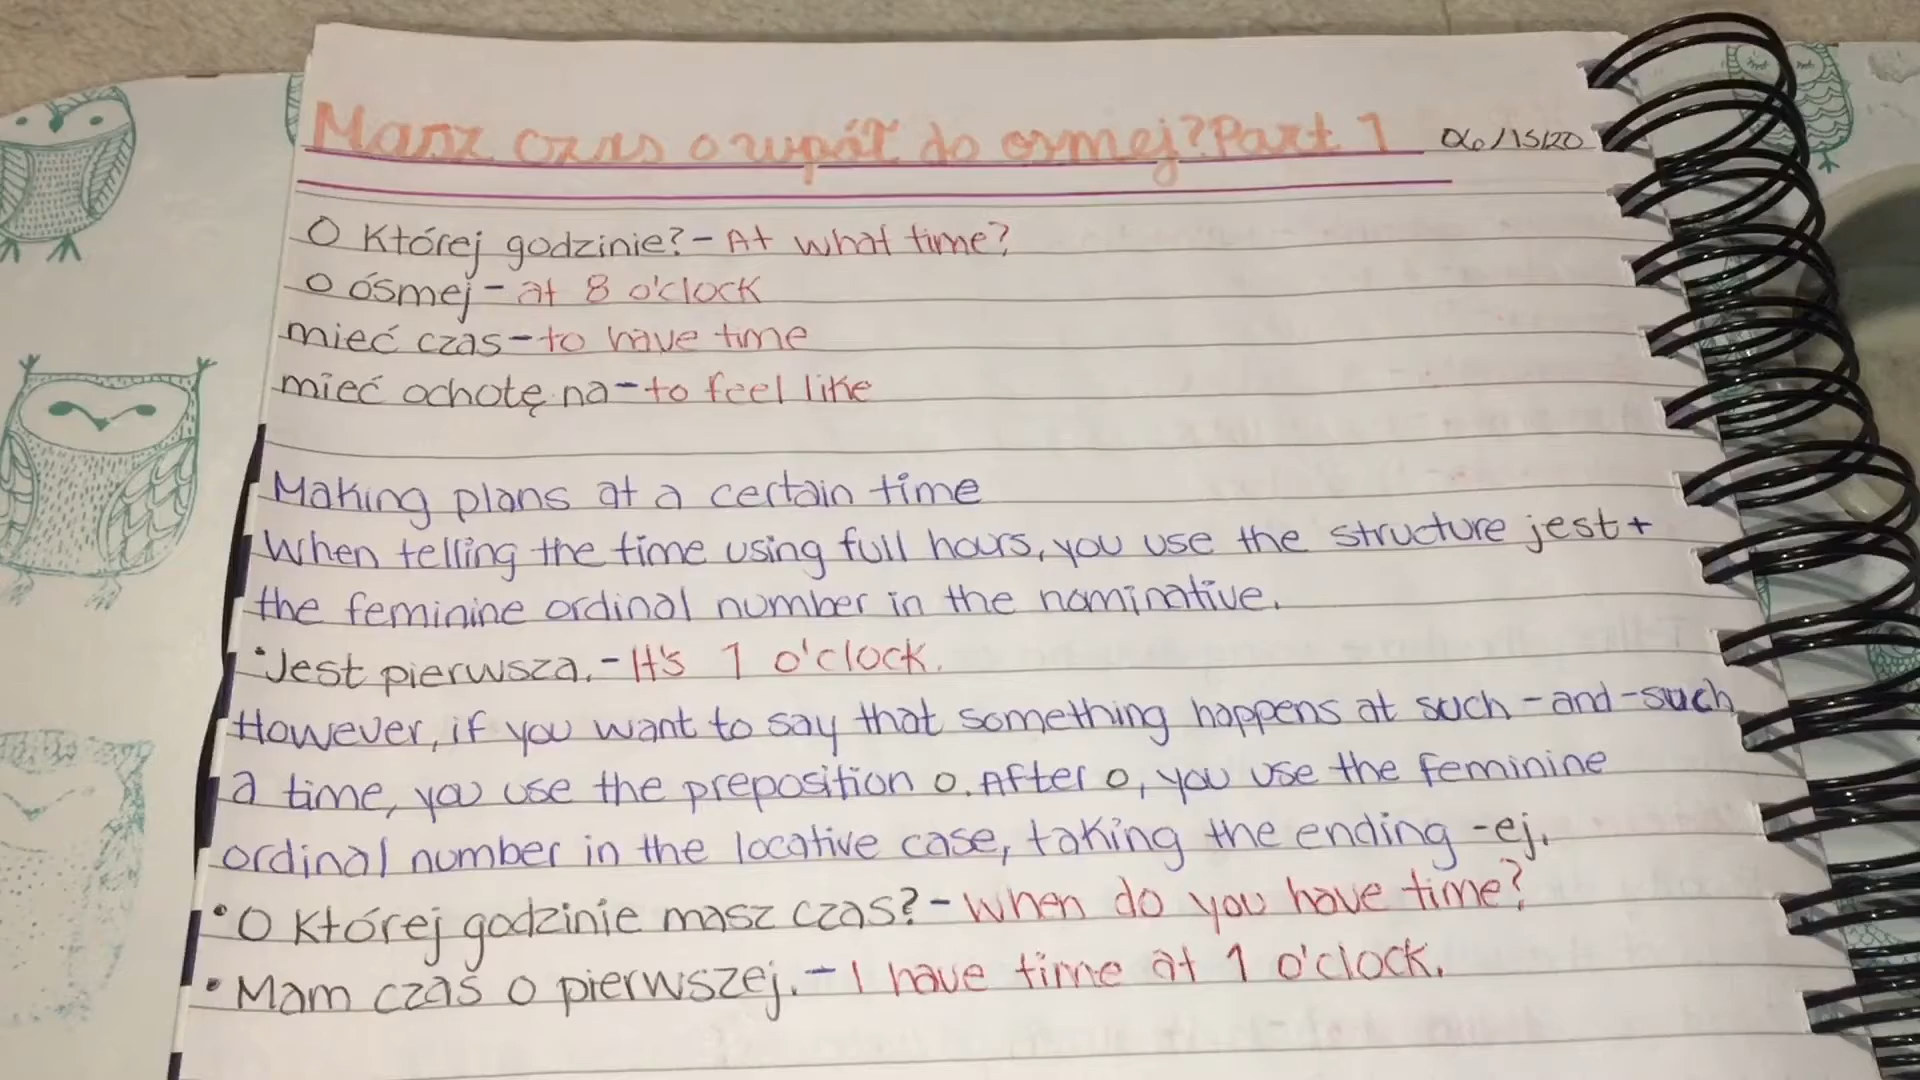 Masz czas o wpół do osmej? Part 1 06/15/20
O której godzinie? - At what time?
O ósmej - at 8 o'clock
mieć czas - to have time
mieć ochotę na - to feel like
Making plans at a certain time
When telling the time using full hours, you use the structure jest +
the feminine ordinal number in the nominative.
• Jest pierwsza. - It's 1 o'clock.
However, if you want to say that something happens at such-and-such
a time, you use the preposition o. After o, you use the feminine
ordinal number in the locative case, taking the ending -ej.
• O której godzinie masz czas? - When do you have time?
• Mam czas o pierwszej. - I have time at 1 o'clock.